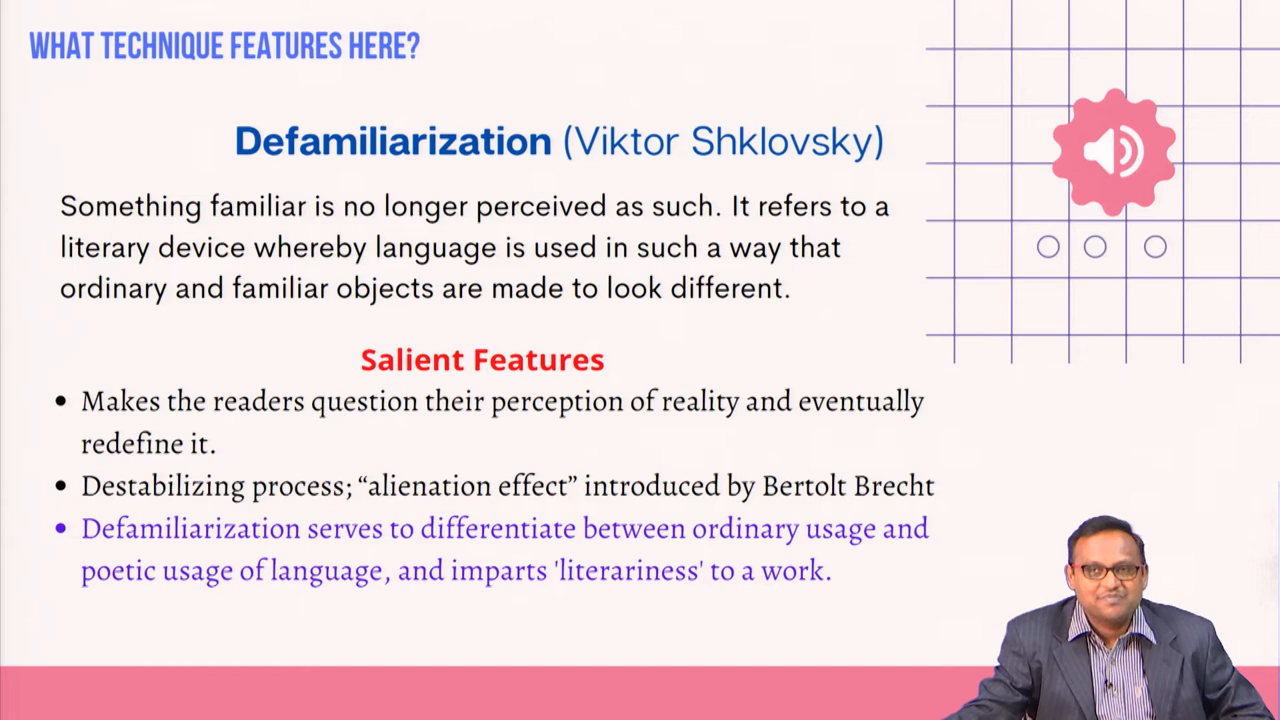 WHAT TECHNIQUE FEATURES HERE?
Defamiliarization (Viktor Shklovsky)
Something familiar is no longer perceived as such. It refers to a
literary device whereby language is used in such a way that
ordinary and familiar objects are made to look different.
Salient Features
• Makes the readers question their perception of reality and eventually
redefine it.
• Destabilizing process; “alienation effect” introduced by Bertolt Brecht
• Defamiliarization serves to differentiate between ordinary usage and
poetic usage of language, and imparts 'literariness' to a work.